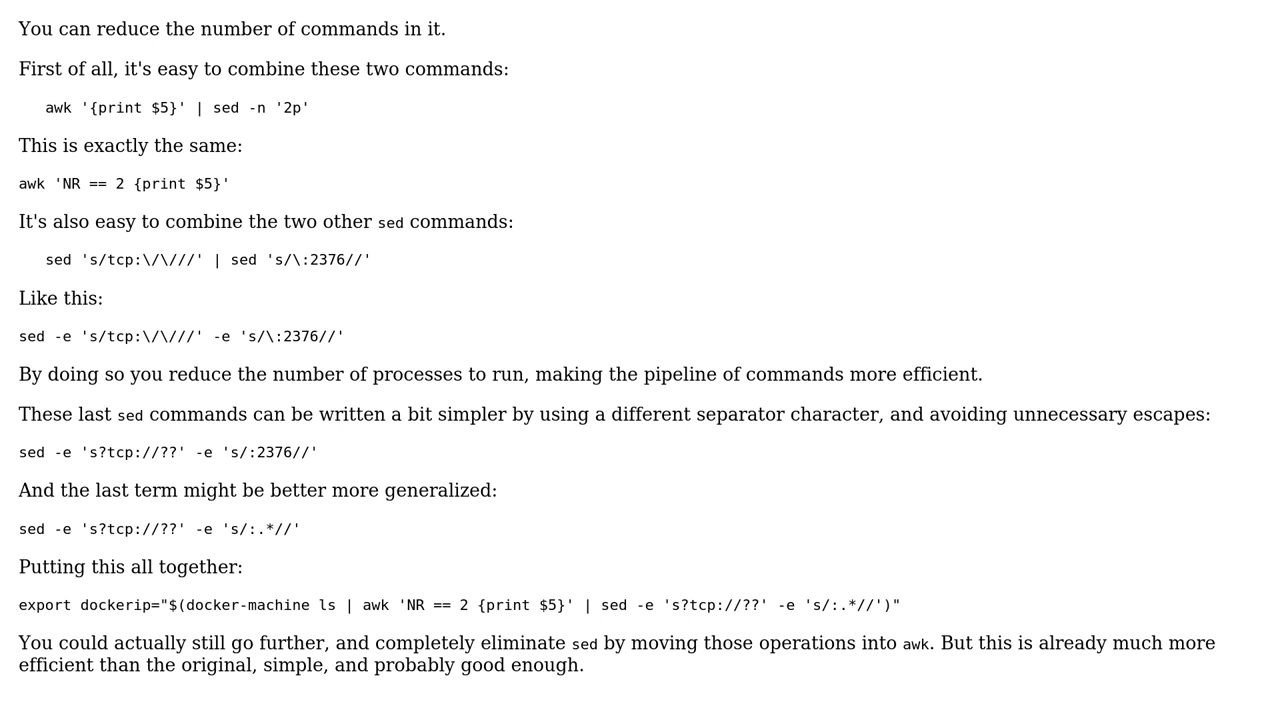 You can reduce the number of commands in it.
First of all, it's easy to combine these two commands:
awk '{print $5}' | sed -n '2p'
This is exactly the same:
awk 'NR == 2 {print $5}'
It's also easy to combine the two other sed commands:
sed 's/tcp:\/\///' | sed 's/\:2376//'
Like this:
sed -e 's/tcp:\/\///' -e 's/\:2376//'
By doing so you reduce the number of processes to run, making the pipeline of commands more efficient.
These last sed commands can be written a bit simpler by using a different separator character, and avoiding unnecessary escapes:
sed -e 's?tcp://??' -e 's/:2376//'
And the last term might be better more generalized:
sed -e 's?tcp://??' -e 's/:.*//'
Putting this all together:
export dockerip="$(docker-machine ls | awk 'NR == 2 {print $5}' | sed -e 's?tcp://??' -e 's/:.*//')"
You could actually still go further, and completely eliminate sed by moving those operations into awk. But this is already much more
efficient than the original, simple, and probably good enough.